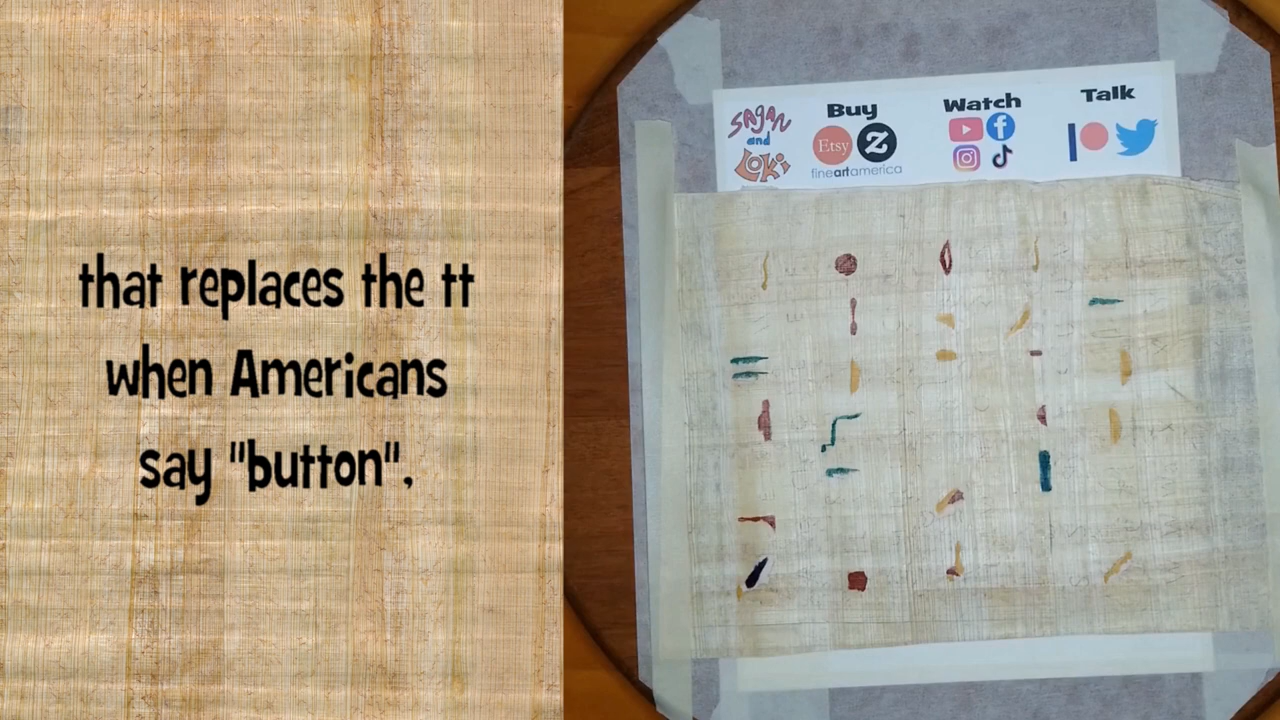 that replaces the tt
when Americans
say "button",
SAGAN
and
LOKI
Buy
Etsy
Z
fineartamerica
Watch
Talk